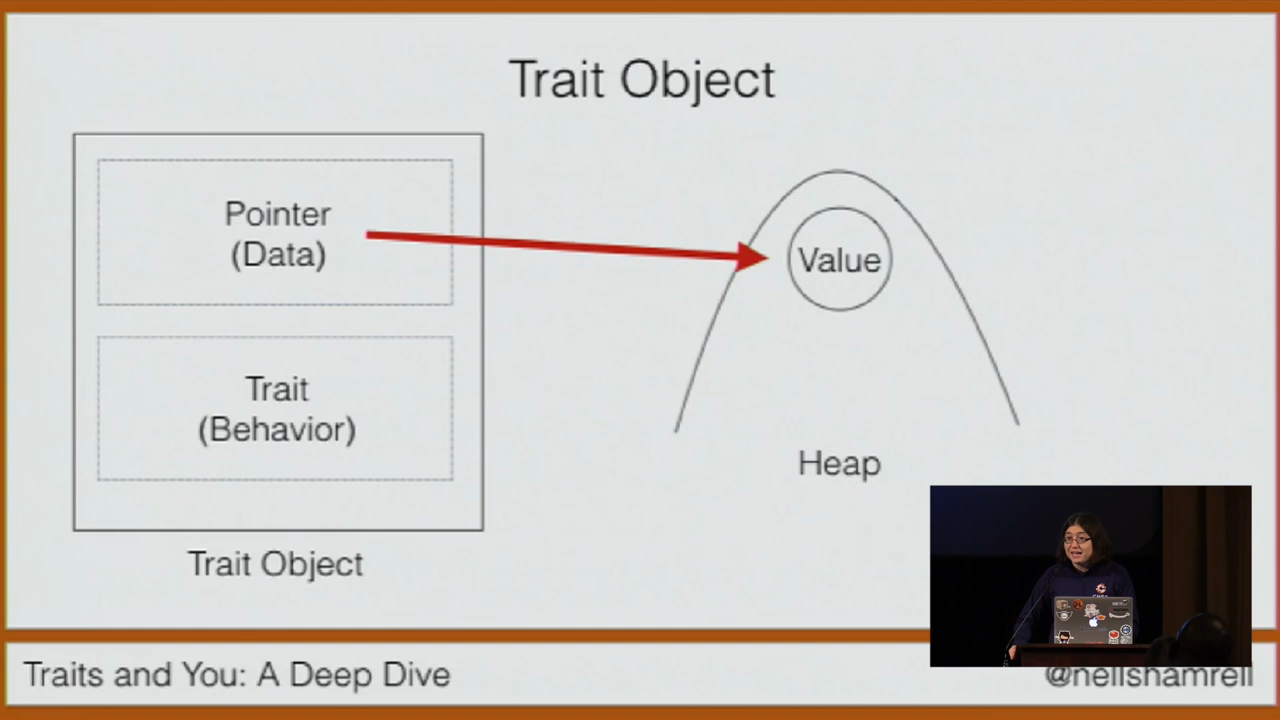 Trait Object
Pointer
(Data)
Value
Trait
(Behavior)
Heap
Trait Object
Traits and You: A Deep Dive
@nellshamrell